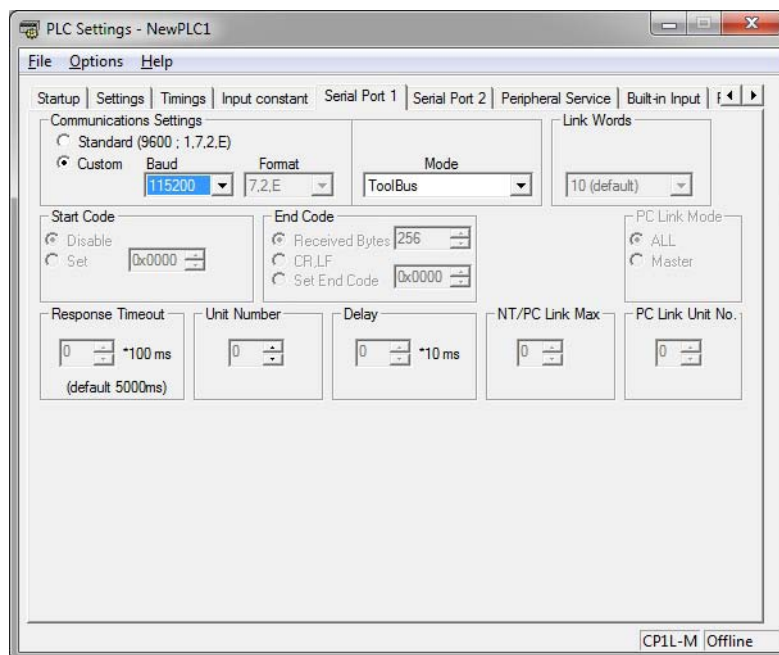 PLC Settings - NewPLC1
File Options Help
Startup Settings Timings Input constant Serial Port 1 Serial Port 2 Peripheral Service Built-in Input
Communications Settings Link Words
Standard (9600 ; 1,7,2,E)
Custom Baud Format Mode
115200 7,2,E ToolBus 10 (default)
Start Code End Code PC Link Mode
Disable Received Bytes 256 ALL
Set 0x0000 CR,LF Master
Set End Code 0x0000
Response Timeout Unit Number Delay NT/PC Link Max PC Link Unit No.
0 *100 ms 0 0 *10 ms 0 0
(default 5000ms)
CP1L-M Offline